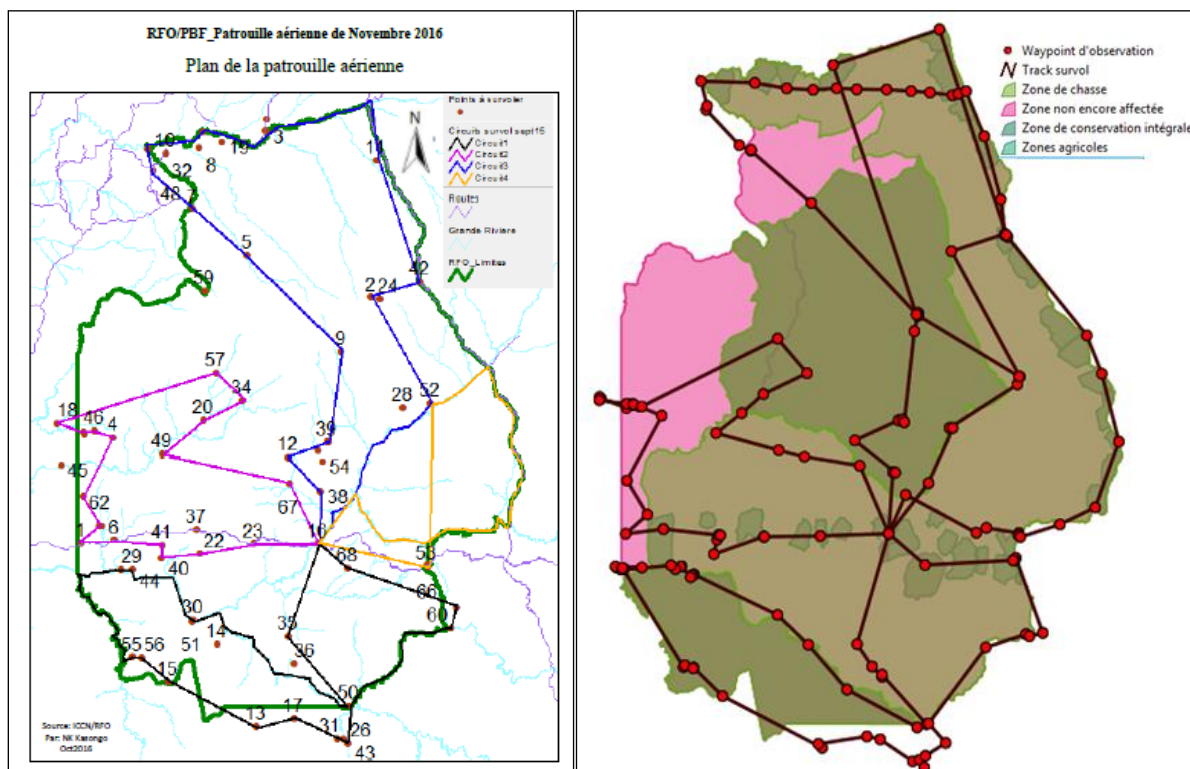 RFO/PBF_Patrouille aérienne de Novembre 2016
Plan de la patrouille aérienne
Points à survoler
N
Circuits survol sept15
Circuit1
Circuit2
Circuit3
Circuit4
Routes
Grande Riviere
RFO_Limites
10
32
8
19
3
11
48
7
5
59
42
2
24
9
57
34
28
52
18
46
4
20
49
39
12
54
45
62
67
38
1
6
41
37
22
23
16
53
29
44
40
68
66
60
30
14
35
36
55
56
51
15
50
13
17
31
26
43
Source: ICCN/RFO
Par: NK Kasongo
Oct2016
Waypoint d'observation
Track survol
Zone de chasse
Zone non encore affectée
Zone de conservation intégrale
Zones agricoles